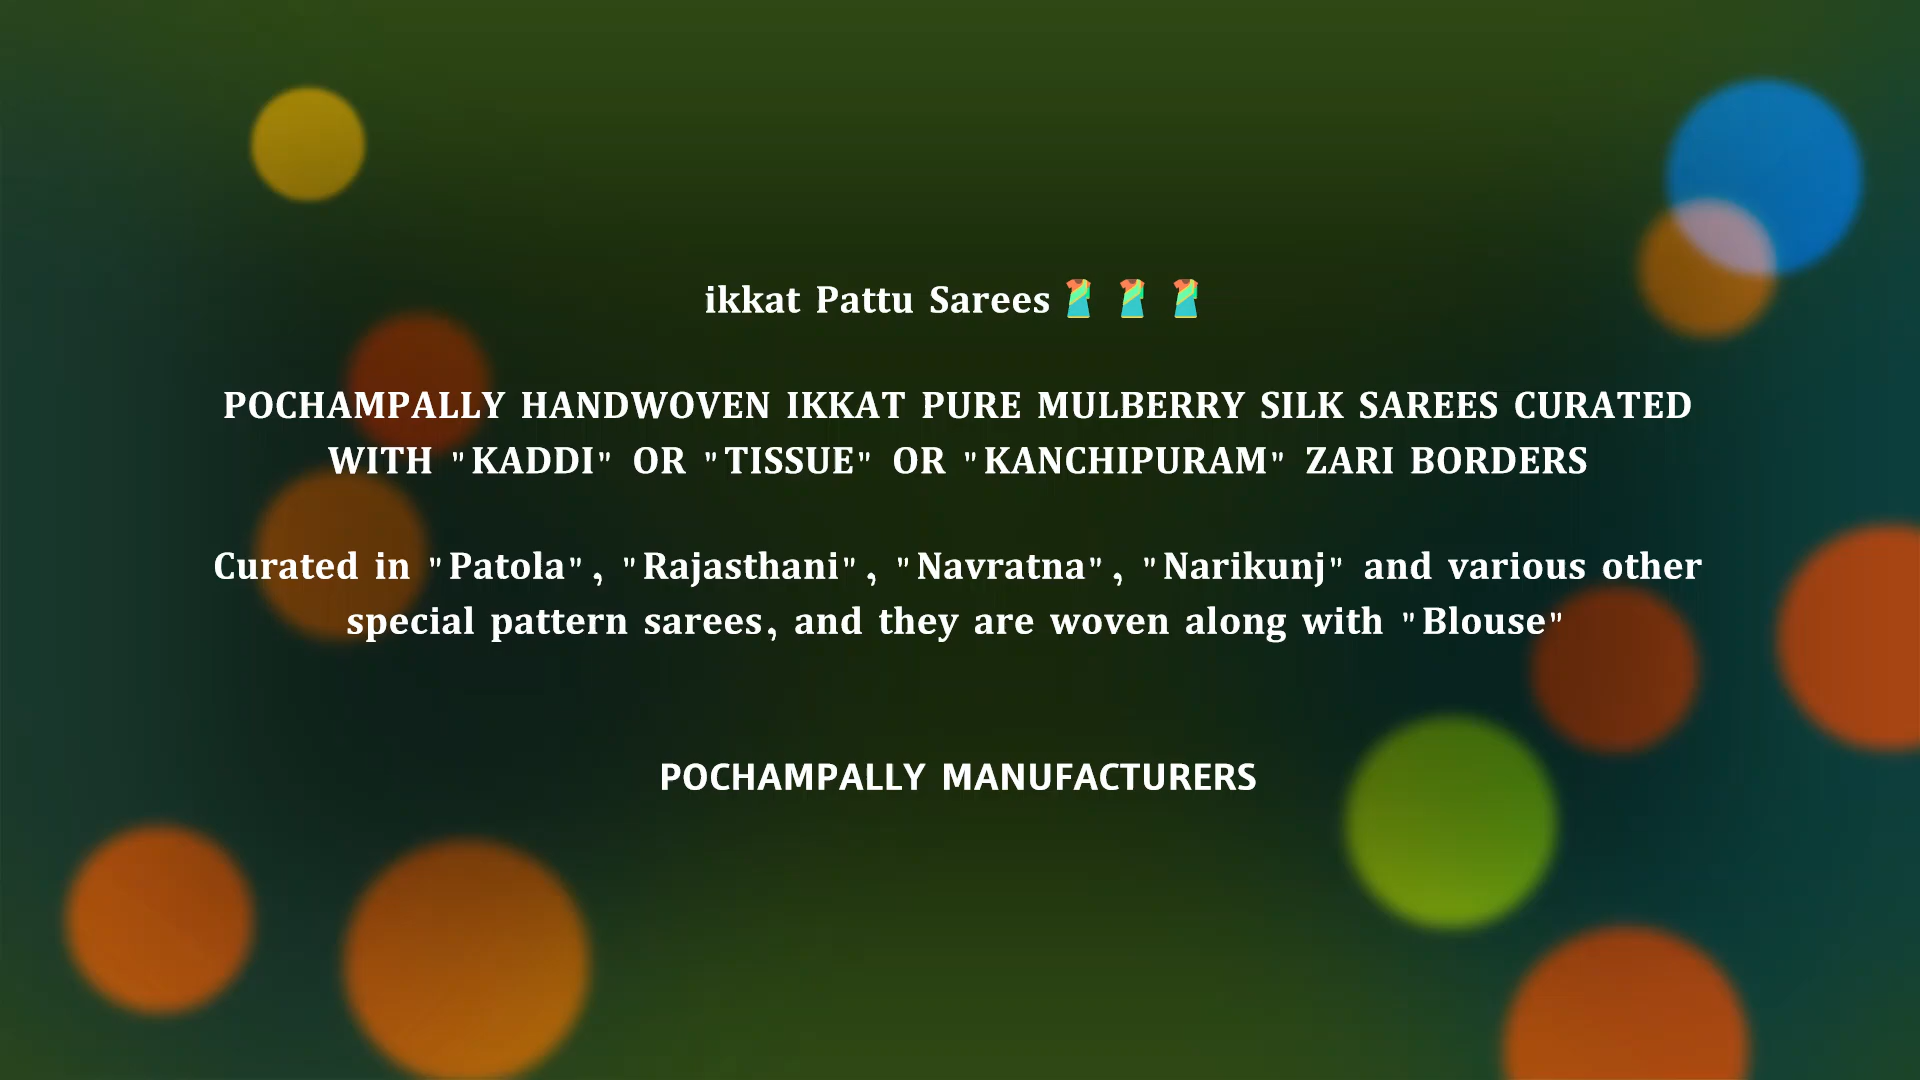 ikkat Pattu Sarees 🥻 🥻 🥻
POCHAMPALLY HANDWOVEN IKKAT PURE MULBERRY SILK SAREES CURATED
WITH "KADDI" OR "TISSUE" OR "KANCHIPURAM" ZARI BORDERS
Curated in "Patola", "Rajasthani", "Navratna", "Narikunj" and various other
special pattern sarees, and they are woven along with "Blouse"
POCHAMPALLY MANUFACTURERS